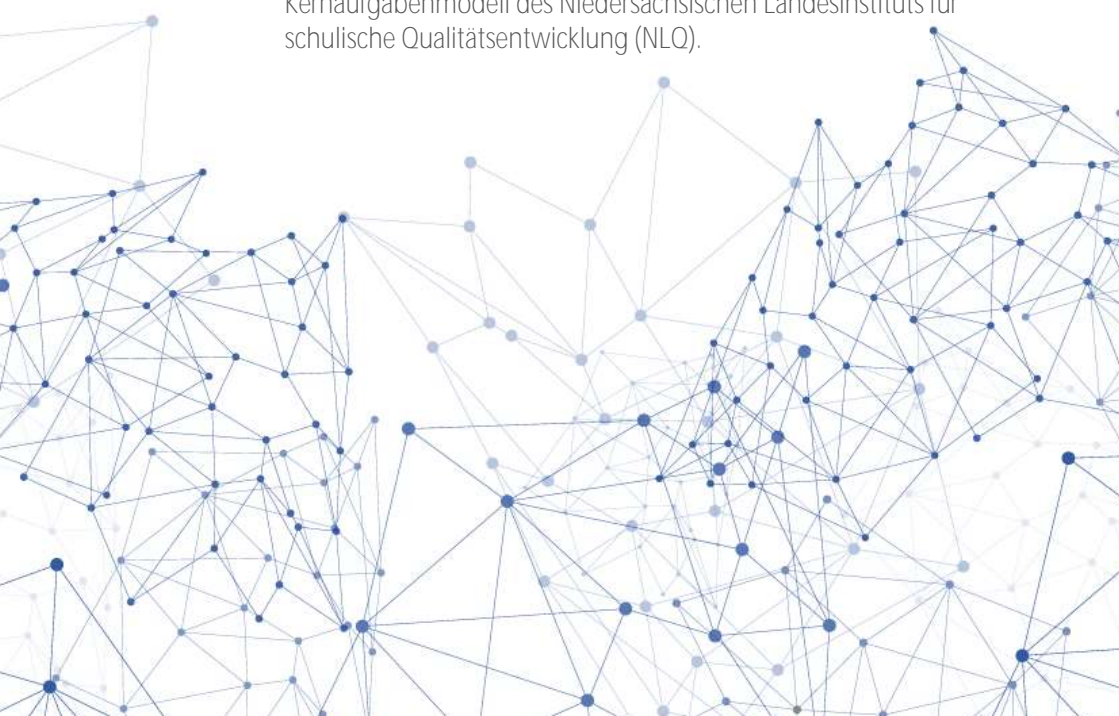 Kernaufgabenmodell des Niedersächsischen Landesinstituts für
schulische Qualitätsentwicklung (NLQ).